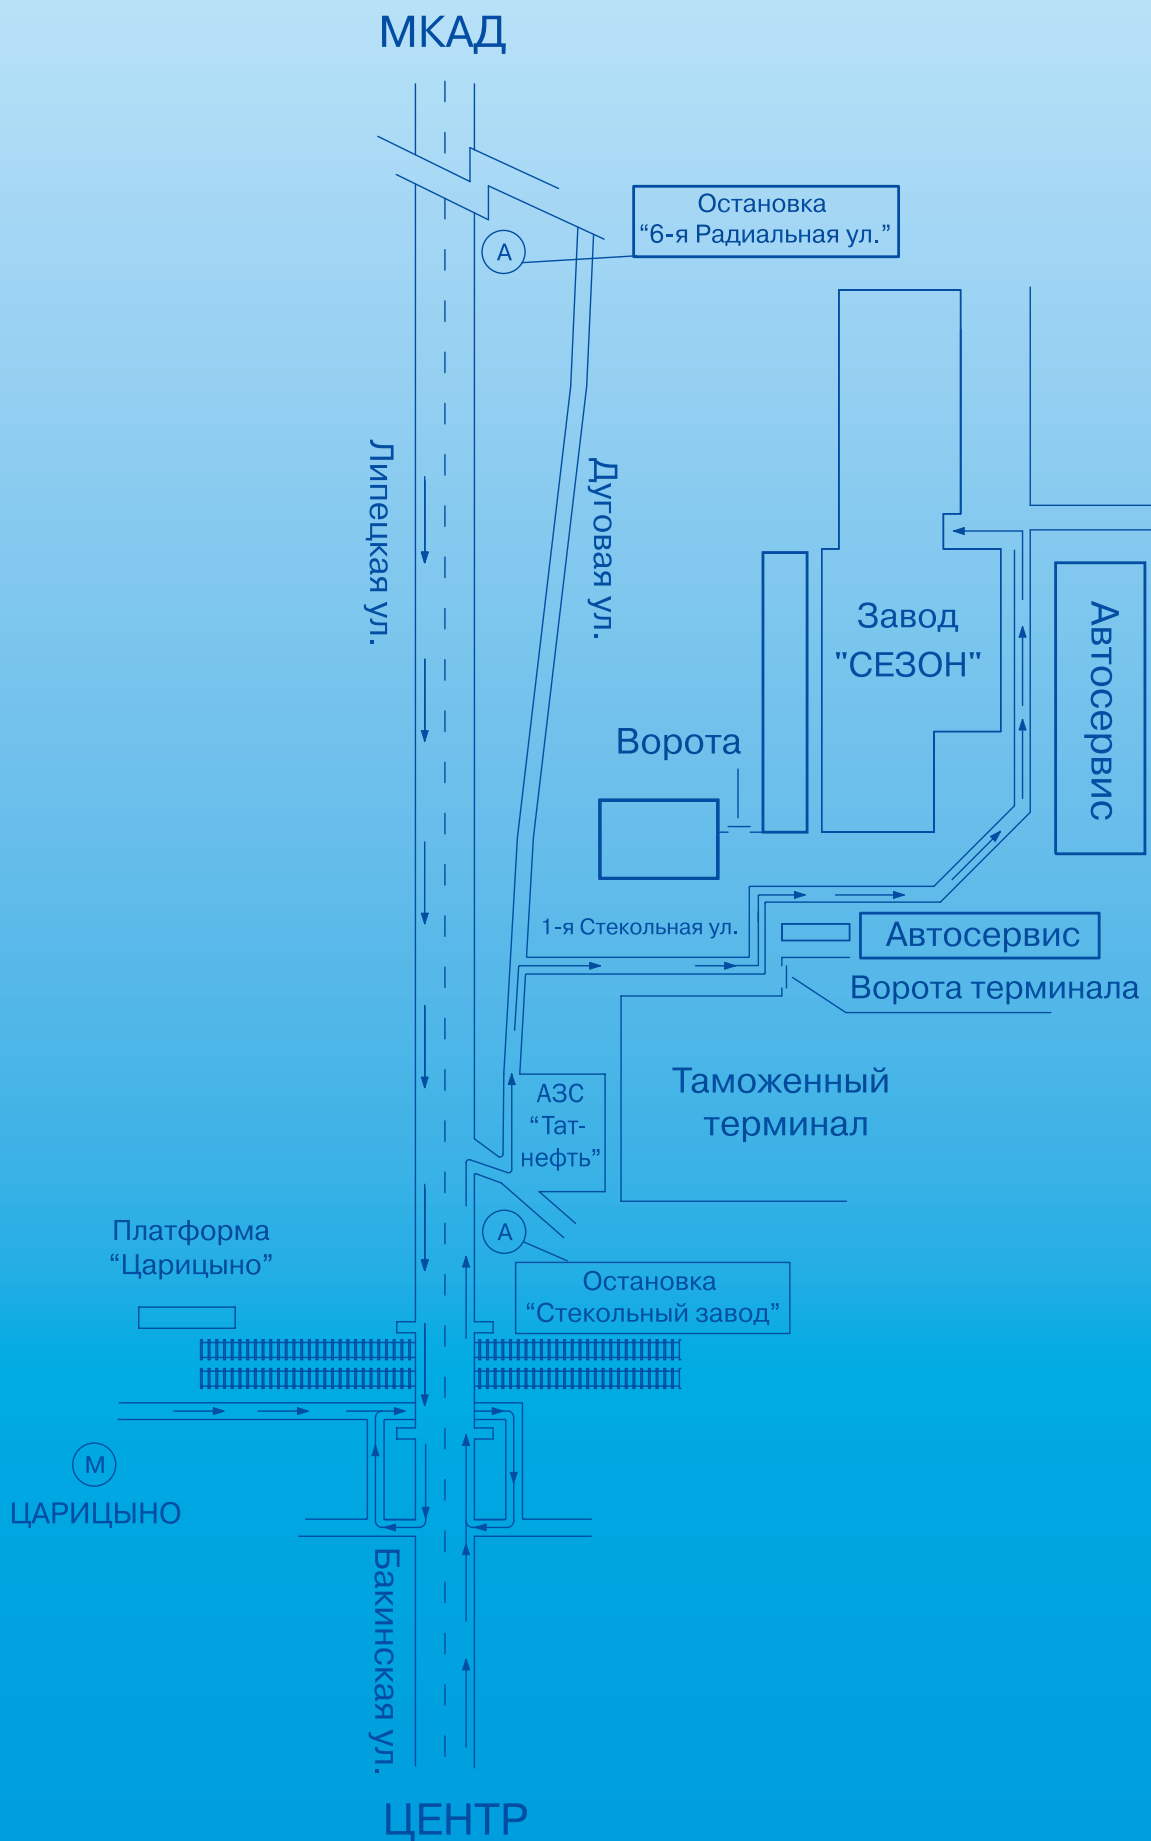 МКАД
Остановка
“6-я Радиальная ул.”
А
Липецкая ул.
Дуговая ул.
Завод
"СЕЗОН"
Автосервис
Ворота
1-я Стекольная ул.
Автосервис
Ворота терминала
Таможенный
терминал
АЗС
“Тат-
нефть”
А
Остановка
“Стекольный завод”
Платформа
“Царицыно”
М
ЦАРИЦЫНО
Бакинская ул.
ЦЕНТР